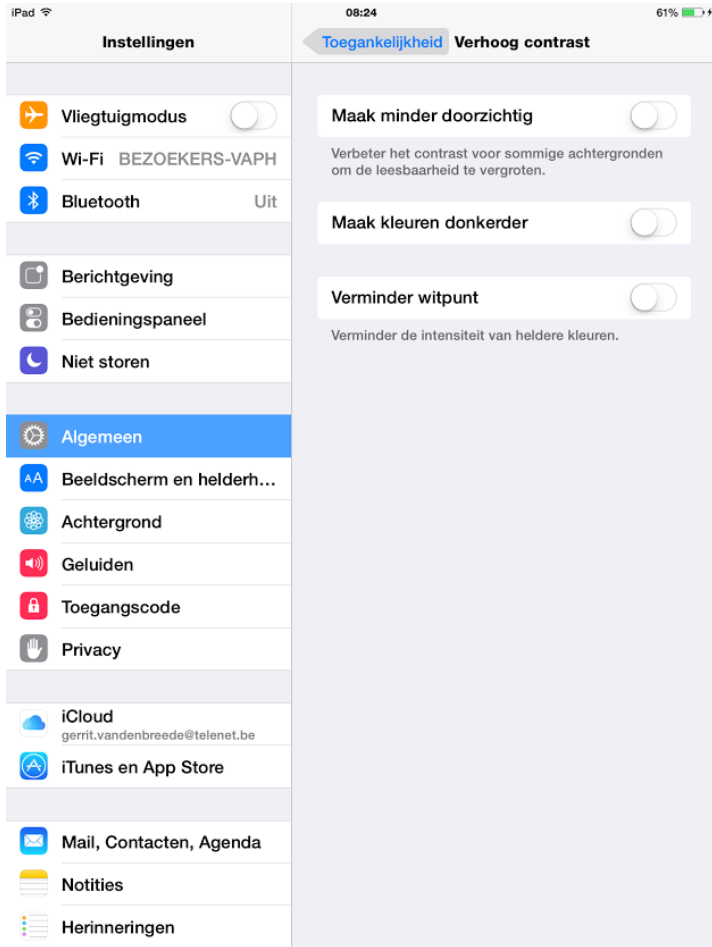 iPad 08:24 61%
Instellingen
Toegankelijkheid Verhoog contrast
Vliegtuigmodus
Wi-Fi BEZOEKERS-VAPH
Bluetooth Uit
Berichtgeving
Bedieningspaneel
Niet storen
Algemeen
AA Beeldscherm en helderh...
Achtergrond
Geluiden
Toegangscode
Privacy
iCloud
gerrit.vandenbreede@telenet.be
iTunes en App Store
Mail, Contacten, Agenda
Notities
Herinneringen
Maak minder doorzichtig
Verbeter het contrast voor sommige achtergronden
om de leesbaarheid te vergroten.
Maak kleuren donkerder
Verminder witpunt
Verminder de intensiteit van heldere kleuren.